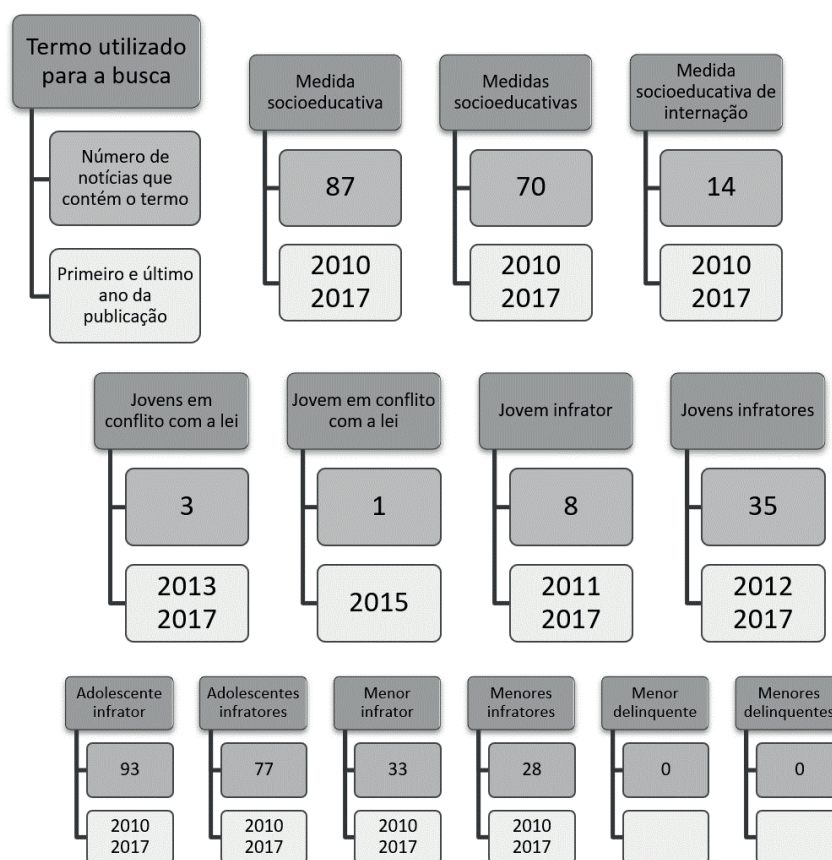 Termo utilizado
para a busca
Número de
notícias que
contém o termo
Primeiro e último
ano da
publicação
Medida
socioeducativa
87
2010
2017
Medidas
socioeducativas
70
2010
2017
Medida
socioeducativa de
internação
14
2010
2017
Jovens em
conflito com a lei
3
2013
2017
Jovem em conflito
com a lei
1
2015
Jovem infrator
8
2011
2017
Jovens infratores
35
2012
2017
Adolescente
infrator
93
2010
2017
Adolescentes
infratores
77
2010
2017
Menor
infrator
33
2010
2017
Menores
infratores
28
2010
2017
Menor
delinquente
0
Menores
delinquentes
0